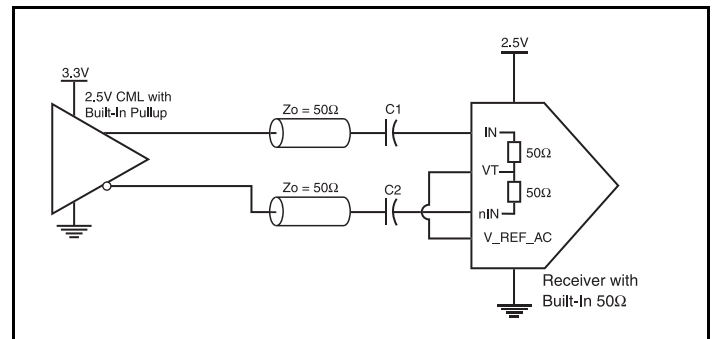 2.5V
3.3V
2.5V CML with
Built-In Pullup
Zo = 50Ω
C1
IN
50Ω
VT
50Ω
Zo = 50Ω
C2
nIN
V_REF_AC
Receiver with
Built-In 50Ω